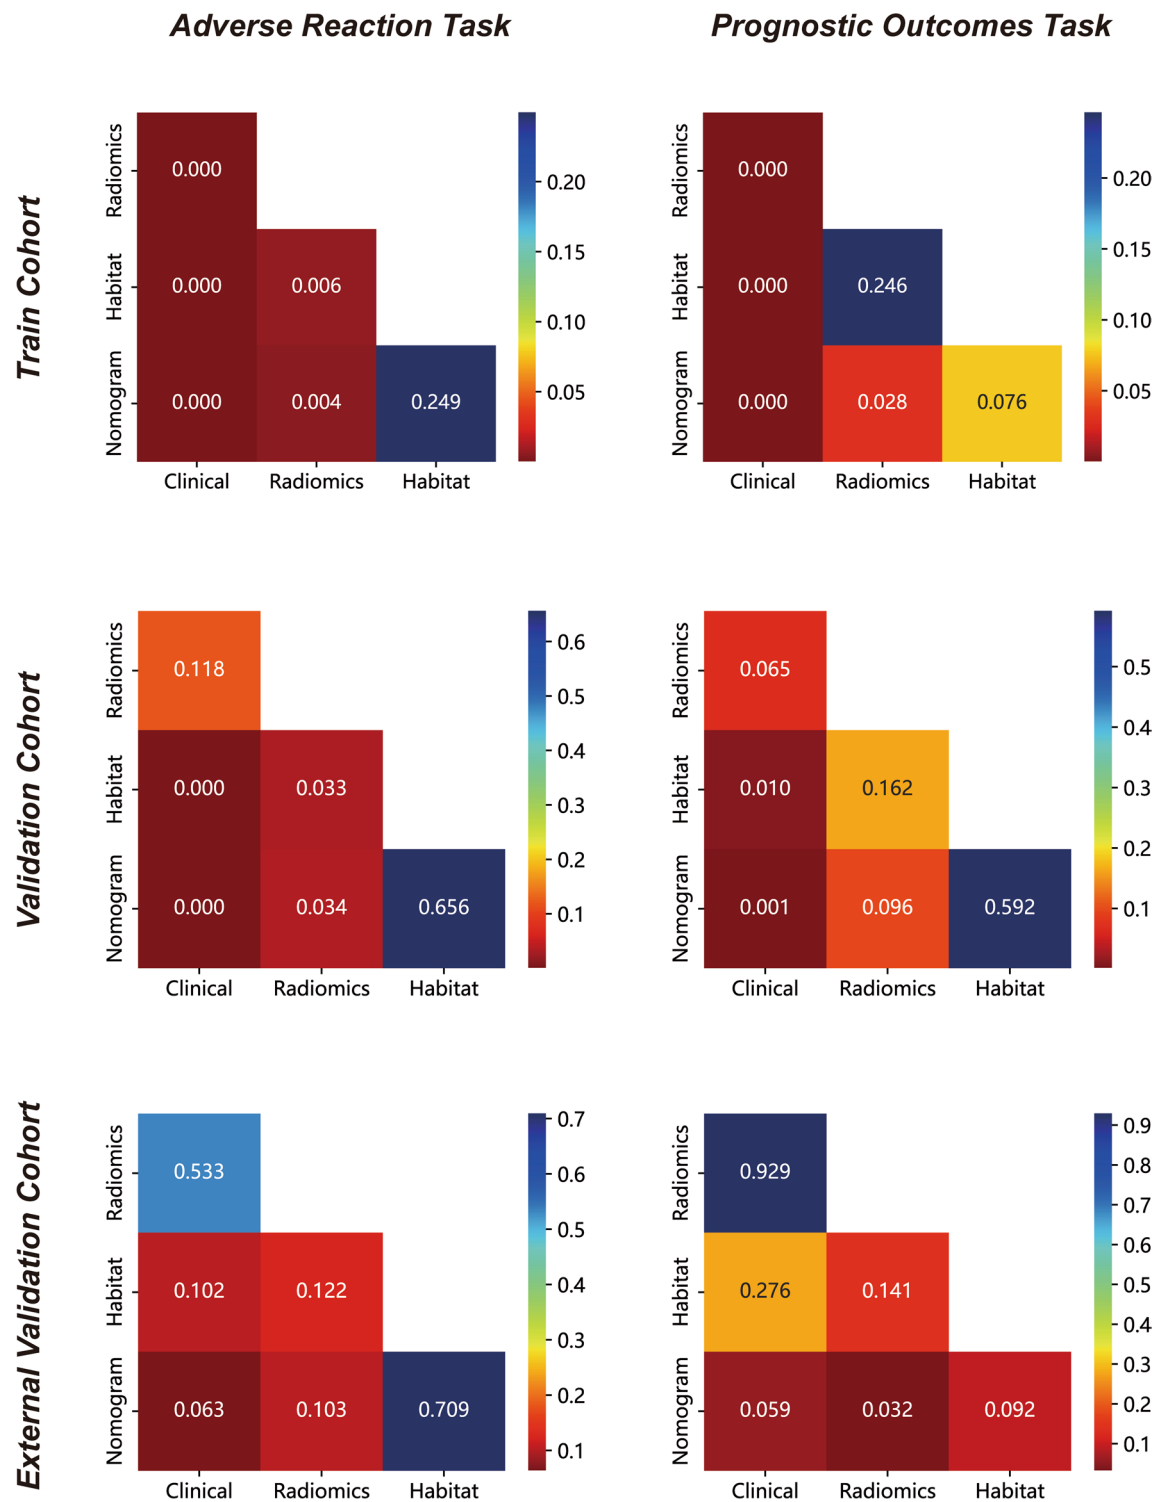 Adverse Reaction Task
Prognostic Outcomes Task
Train Cohort
Radiomics
Habitat
Nomogram
0.000
0.000 0.006
0.000 0.004 0.249
Clinical Radiomics Habitat
0.20
0.15
0.10
0.05
Radiomics
Habitat
Nomogram
0.000
0.000 0.246
0.000 0.028 0.076
Clinical Radiomics Habitat
0.20
0.15
0.10
0.05
Validation Cohort
Radiomics
Habitat
Nomogram
0.118
0.000 0.033
0.000 0.034 0.656
Clinical Radiomics Habitat
0.6
0.5
0.4
0.3
0.2
0.1
Radiomics
Habitat
Nomogram
0.065
0.010 0.162
0.001 0.096 0.592
Clinical Radiomics Habitat
0.5
0.4
0.3
0.2
0.1
External Validation Cohort
Radiomics
Habitat
Nomogram
0.533
0.102 0.122
0.063 0.103 0.709
Clinical Radiomics Habitat
0.7
0.6
0.5
0.4
0.3
0.2
0.1
Radiomics
Habitat
Nomogram
0.929
0.276 0.141
0.059 0.032 0.092
Clinical Radiomics Habitat
0.9
0.8
0.7
0.6
0.5
0.4
0.3
0.2
0.1